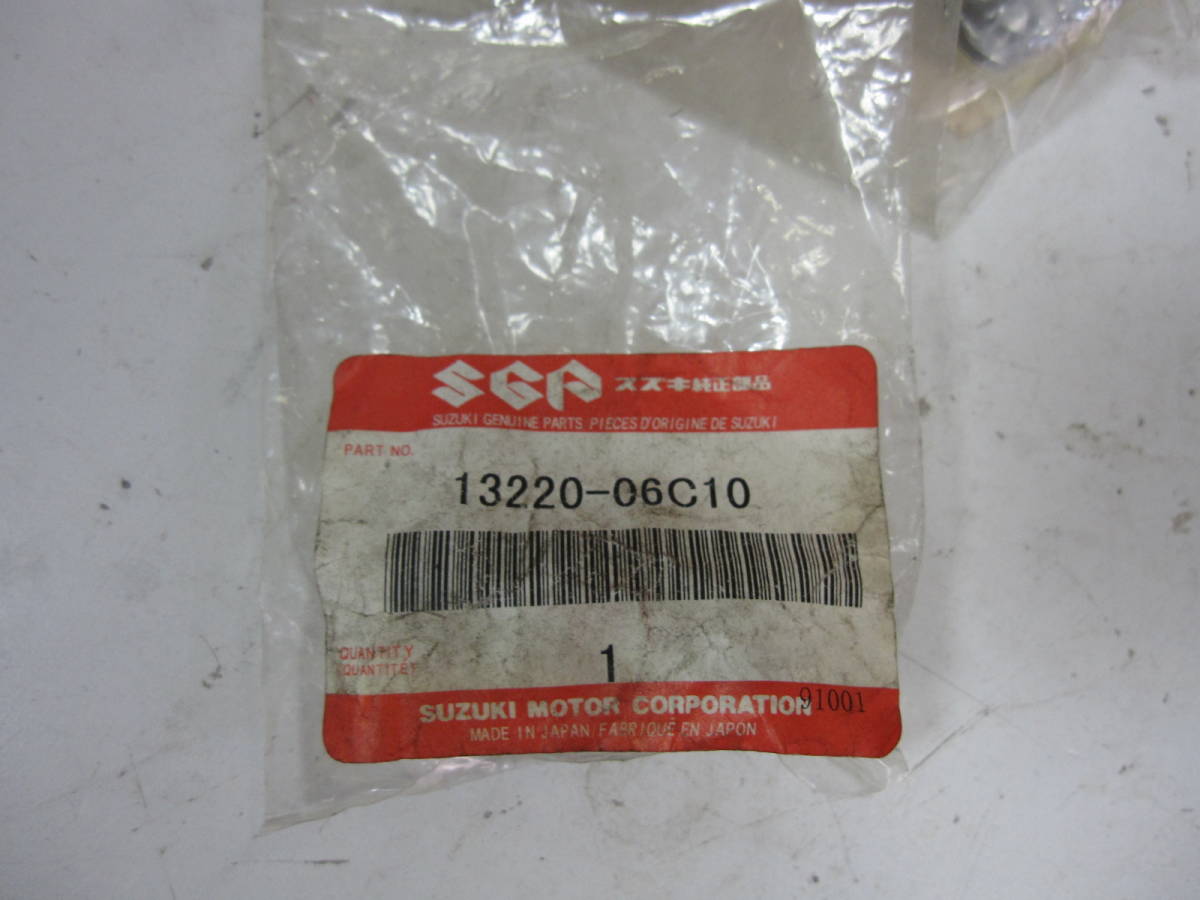 SGP スズキ純正部品
SUZUKI GENUINE PARTS PIECES D'ORIGINE DE SUZUKI
PART NO.
13220-06C10
QUANTITY
QUANTITÉ
1
SUZUKI MOTOR CORPORATION 91001
MADE IN JAPAN/FABRIQUE EN JAPON